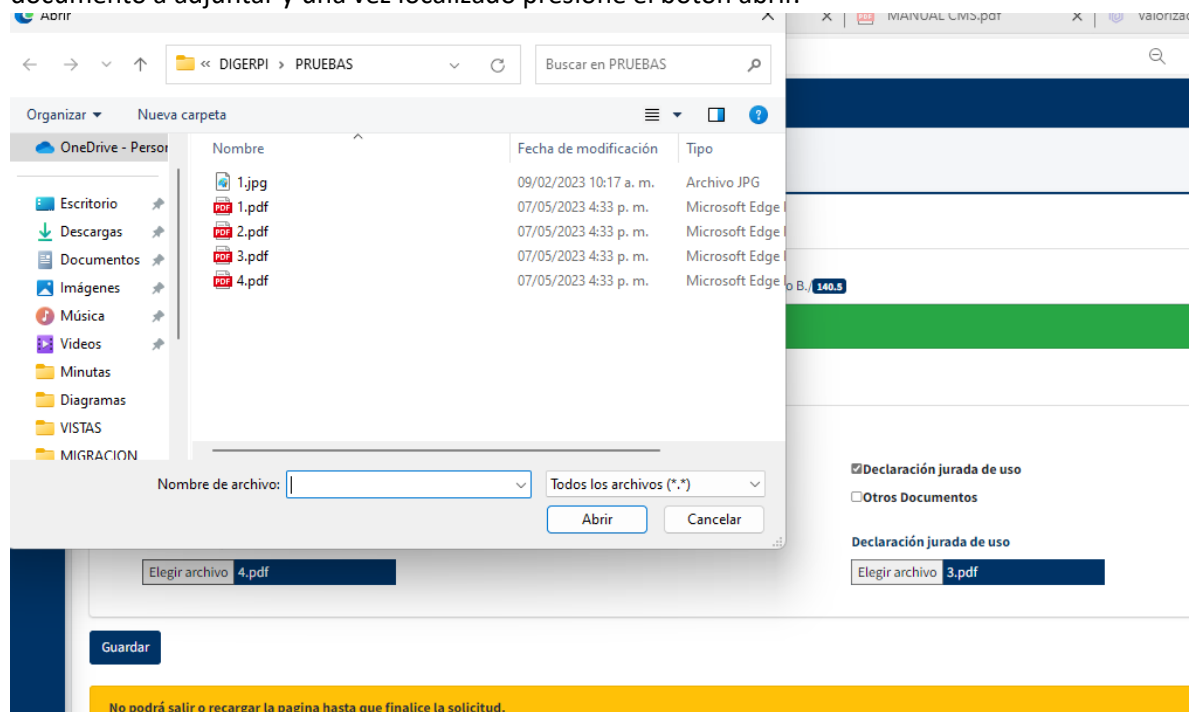 documento a adjuntar y una vez localizado presione el botón abrir.
Abrir
MANUAL CMS.pdf
DIGERPI > PRUEBAS
Buscar en PRUEBAS
Organizar
Nueva carpeta
OneDrive - Person
Nombre
Fecha de modificación
Tipo
1.jpg
09/02/2023 10:17 a. m.
Archivo JPG
1.pdf
07/05/2023 4:33 p. m.
Microsoft Edge
2.pdf
07/05/2023 4:33 p. m.
Microsoft Edge
3.pdf
07/05/2023 4:33 p. m.
Microsoft Edge
4.pdf
07/05/2023 4:33 p. m.
Microsoft Edge
Escritorio
Descargas
Documentos
Imágenes
Música
Videos
Minutas
Diagramas
VISTAS
MIGRACION
o B./ 140.5
Nombre de archivo:
Todos los archivos (*.*)
Abrir
Cancelar
Declaración jurada de uso
Otros Documentos
Declaración jurada de uso
Elegir archivo 4.pdf
Elegir archivo 3.pdf
Guardar
No podrá salir o recargar la pagina hasta que finalice la solicitud.